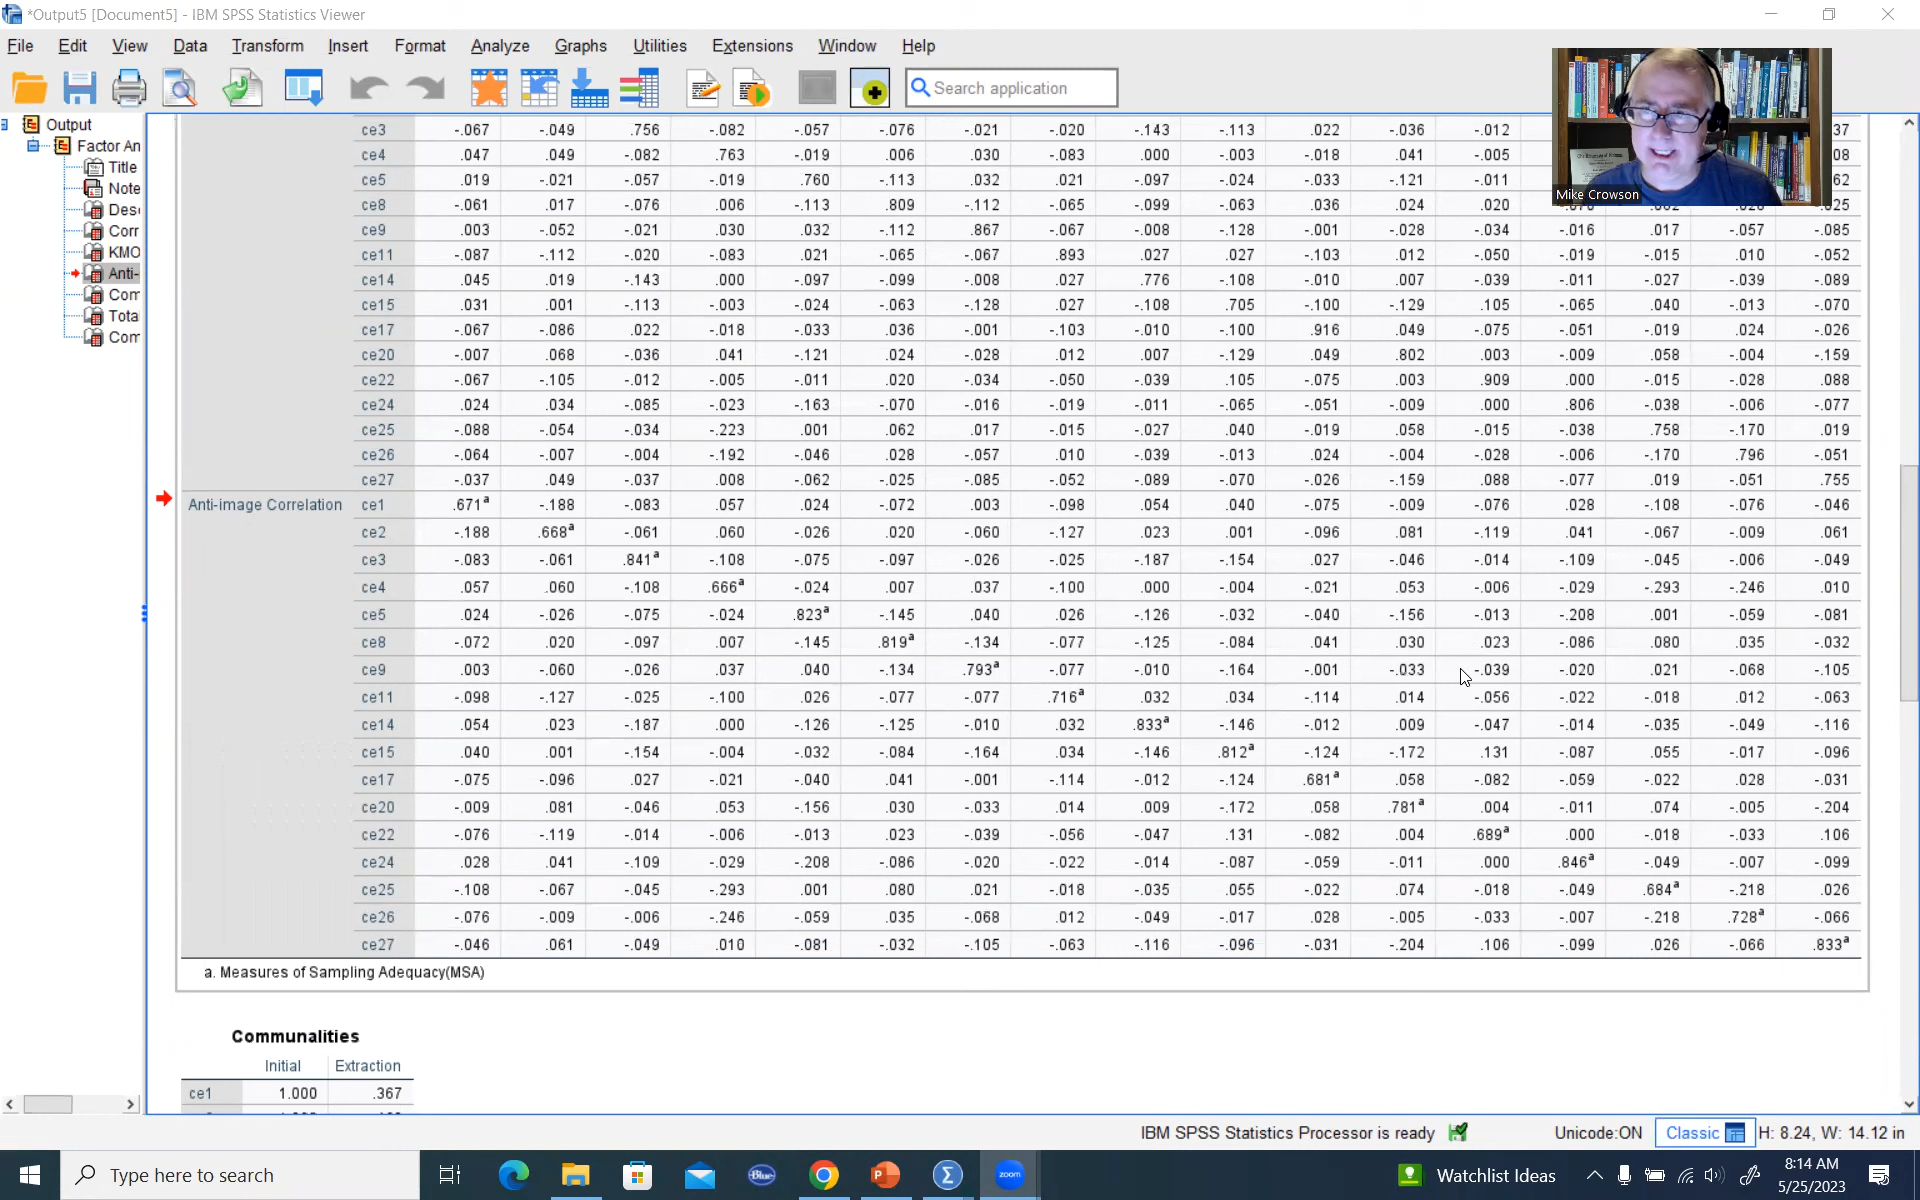 *Output5 [Document5] - IBM SPSS Statistics Viewer
File Edit View Data Transform Insert Format Analyze Graphs Utilities Extensions Window Help
Search application
Mike Crowson
Output
Factor An
Title
Note
Des
Corr
KMO
Anti-
Com
Tota
Com
ce3 -.067 -.049 .756 -.082 -.057 -.076 -.021 -.020 -.143 -.113 .022 -.036 -.012 37
ce4 .047 .049 -.082 .763 -.019 .006 .030 -.083 .000 -.003 -.018 .041 -.005 08
ce5 .019 -.021 -.057 -.019 .760 -.113 .032 .021 -.097 -.024 -.033 -.121 -.011 62
ce8 -.061 .017 -.076 .006 -.113 .809 -.112 -.065 -.099 -.063 .036 .024 .020 25
ce9 .003 -.052 -.021 .030 .032 -.112 .867 -.067 -.008 -.128 -.001 -.028 -.034 -.016 .017 -.057 -.085
ce11 -.087 -.112 -.020 -.083 .021 -.065 -.067 .893 .027 .027 -.103 .012 -.050 -.019 -.015 .010 -.052
ce14 .045 .019 -.143 .000 -.097 -.099 -.008 .027 .776 -.108 -.010 .007 -.039 -.011 -.027 -.039 -.089
ce15 .031 .001 -.113 -.003 -.024 -.063 -.128 .027 -.108 .705 -.100 -.129 .105 -.065 .040 -.013 -.070
ce17 -.067 -.086 .022 -.018 -.033 .036 -.001 -.103 -.010 -.100 .916 .049 -.075 -.051 -.019 .024 -.026
ce20 -.007 .068 -.036 .041 -.121 .024 -.028 .012 .007 -.129 .049 .802 .003 -.009 .058 -.004 -.159
ce22 -.067 -.105 -.012 -.005 -.011 .020 -.034 -.050 -.039 .105 -.075 .003 .909 .000 -.015 -.028 .088
ce24 .024 .034 -.085 -.023 -.163 -.070 -.016 -.019 -.011 -.065 -.051 -.009 .000 .806 -.038 -.006 -.077
ce25 -.088 -.054 -.034 -.223 .001 .062 .017 -.015 -.027 .040 -.019 .058 -.015 -.038 .758 -.170 .019
ce26 -.064 -.007 -.004 -.192 -.046 .028 -.057 .010 -.039 -.013 .024 -.004 -.028 -.006 -.170 .796 -.051
ce27 -.037 .049 -.037 .008 -.062 -.025 -.085 -.052 -.089 -.070 -.026 -.159 .088 -.077 .019 -.051 .755
Anti-image Correlation ce1 .671a -.188 -.083 .057 .024 -.072 .003 -.098 .054 .040 -.075 -.009 -.076 .028 -.108 -.076 -.046
ce2 -.188 .668a -.061 .060 -.026 .020 -.060 -.127 .023 .001 -.096 .081 -.119 .041 -.067 -.009 .061
ce3 -.083 -.061 .841a -.108 -.075 -.097 -.026 -.025 -.187 -.154 .027 -.046 -.014 -.109 -.045 -.006 -.049
ce4 .057 .060 -.108 .666a -.024 .007 .037 -.100 .000 -.004 -.021 .053 -.006 -.029 -.293 -.246 .010
ce5 .024 -.026 -.075 -.024 .823a -.145 .040 .026 -.126 -.032 -.040 -.156 -.013 -.208 .001 -.059 -.081
ce8 -.072 .020 -.097 .007 -.145 .819a -.134 -.077 -.125 -.084 .041 .030 .023 -.086 .080 .035 -.032
ce9 .003 -.060 -.026 .037 .040 -.134 .793a -.077 -.010 -.164 -.001 -.033 -.039 -.020 .021 -.068 -.105
ce11 -.098 -.127 -.025 -.100 .026 -.077 -.077 .716a .032 .034 -.114 .014 -.056 -.022 -.018 .012 -.063
ce14 .054 .023 -.187 .000 -.126 -.125 -.010 .032 .833a -.146 -.012 .009 -.047 -.014 -.035 -.049 -.116
ce15 .040 .001 -.154 -.004 -.032 -.084 -.164 .034 -.146 .812a -.124 -.172 .131 -.087 .055 -.017 -.096
ce17 -.075 -.096 .027 -.021 -.040 .041 -.001 -.114 -.012 -.124 .681a .058 -.082 -.059 -.022 .028 -.031
ce20 -.009 .081 -.046 .053 -.156 .030 -.033 .014 .009 -.172 .058 .781a .004 -.011 .074 -.005 -.204
ce22 -.076 -.119 -.014 -.006 -.013 .023 -.039 -.056 -.047 .131 -.082 .004 .689a .000 -.018 -.033 .106
ce24 .028 .041 -.109 -.029 -.208 -.086 -.020 -.022 -.014 -.087 -.059 -.011 .000 .846a -.049 -.007 -.099
ce25 -.108 -.067 -.045 -.293 .001 .080 .021 -.018 -.035 .055 -.022 .074 -.018 -.049 .684a -.218 .026
ce26 -.076 -.009 -.006 -.246 -.059 .035 -.068 .012 -.049 -.017 .028 -.005 -.033 -.007 -.218 .728a -.066
ce27 -.046 .061 -.049 .010 -.081 -.032 -.105 -.063 -.116 -.096 -.031 -.204 .106 -.099 .026 -.066 .833a
a. Measures of Sampling Adequacy(MSA)
Communalities
Initial Extraction
ce1 1.000 .367
IBM SPSS Statistics Processor is ready Unicode:ON Classic H: 8.24, W: 14.12 in
Type here to search
Blue
zoom
Watchlist Ideas
8:14 AM
5/25/2023